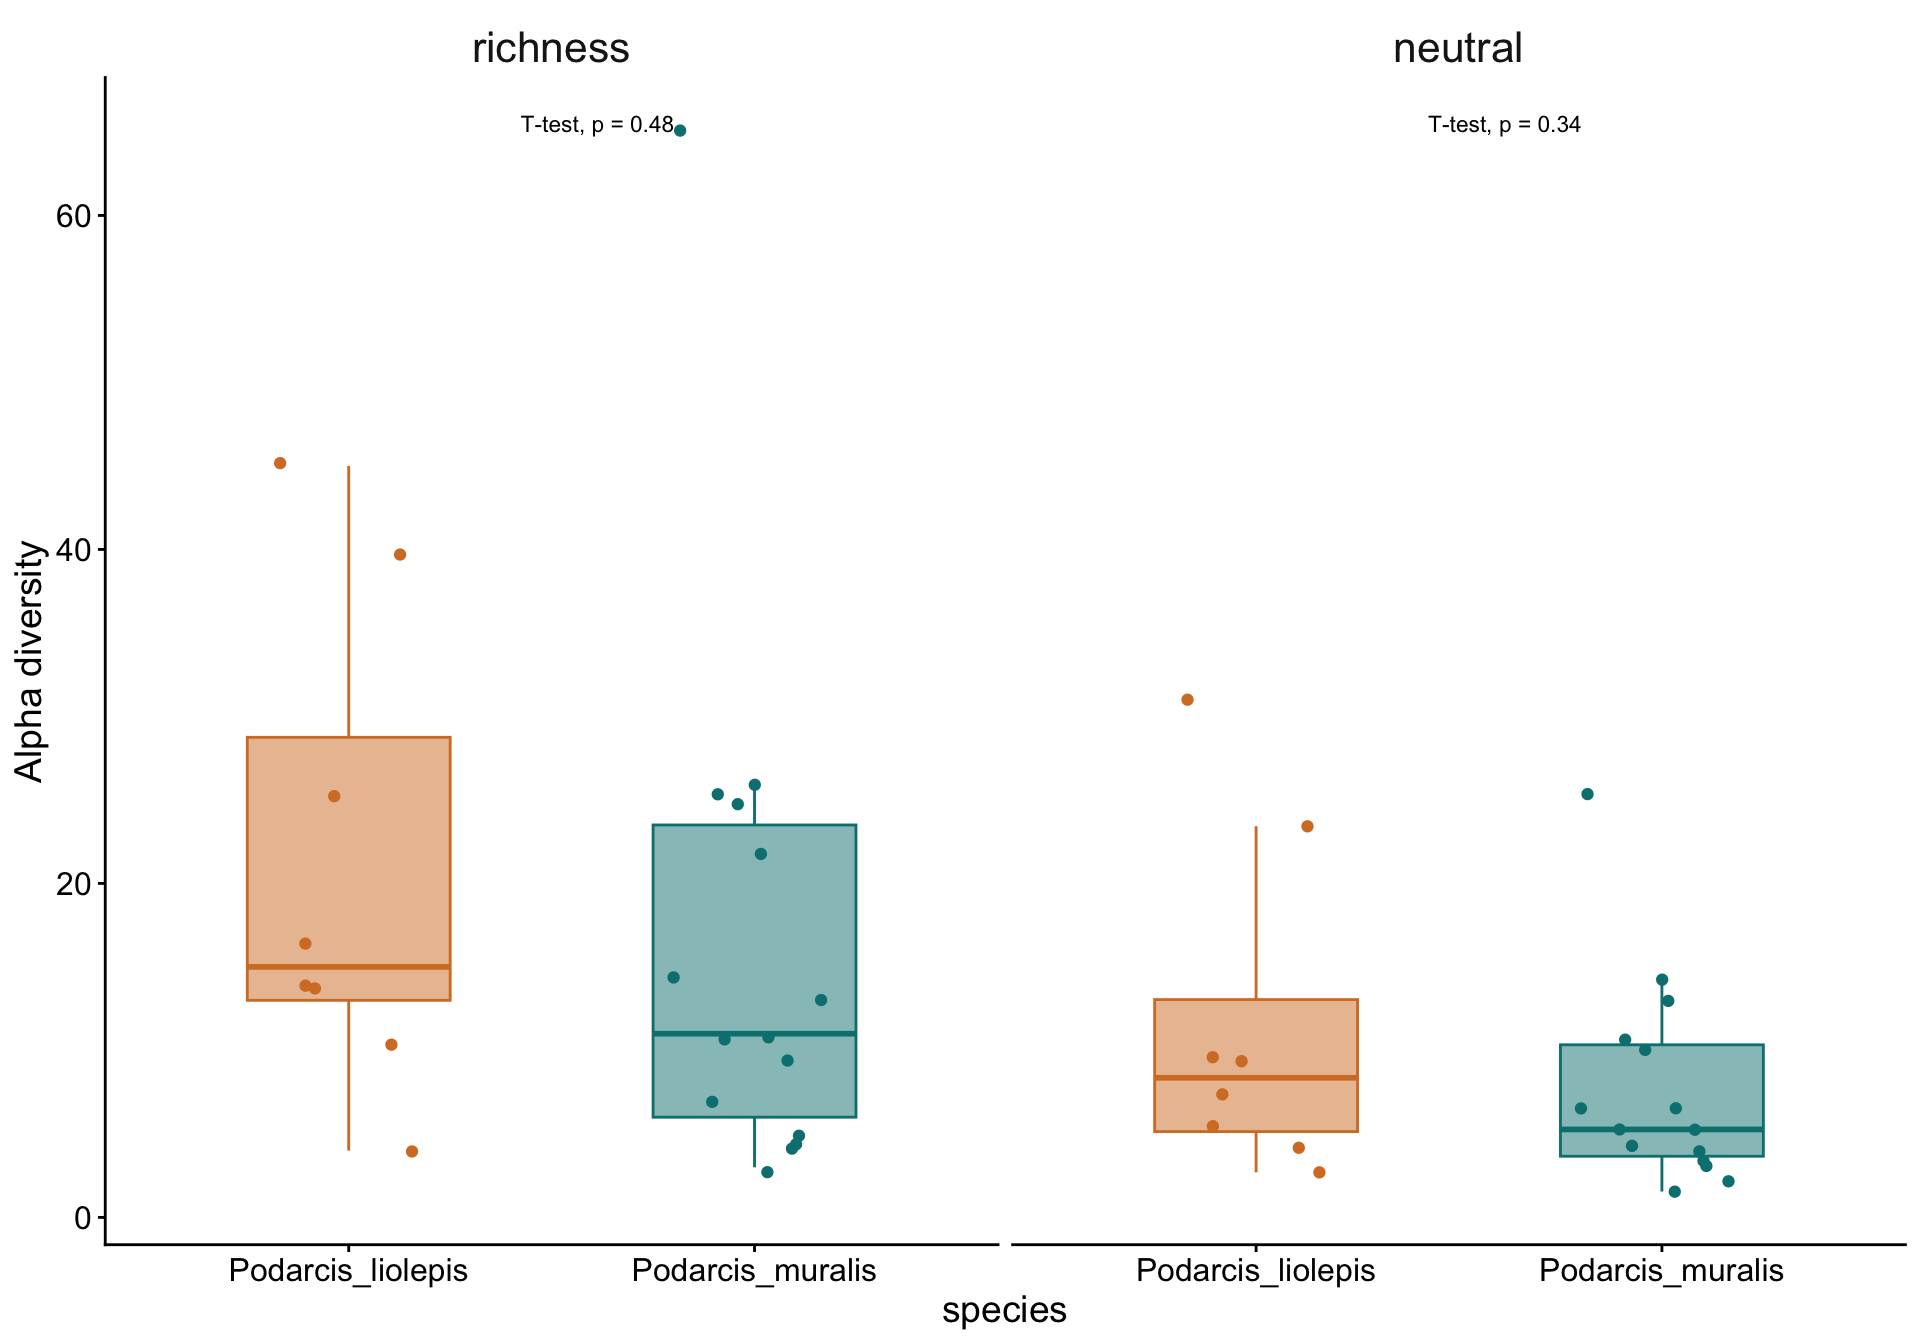 richness
neutral
T-test, p = 0.48
T-test, p = 0.34
Alpha diversity
60
40
20
0
Podarcis_liolepis
Podarcis_muralis
Podarcis_liolepis
Podarcis_muralis
species